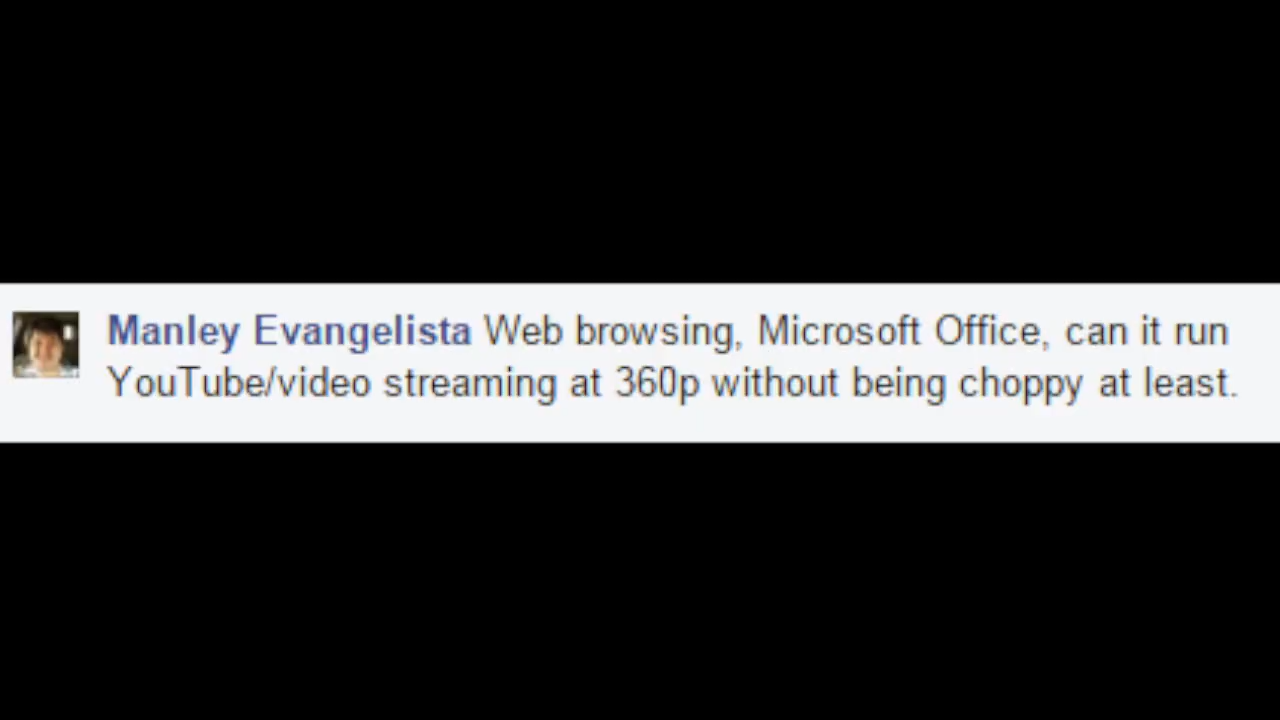 Manley Evangelista Web browsing, Microsoft Office, can it run
YouTube/video streaming at 360p without being choppy at least.